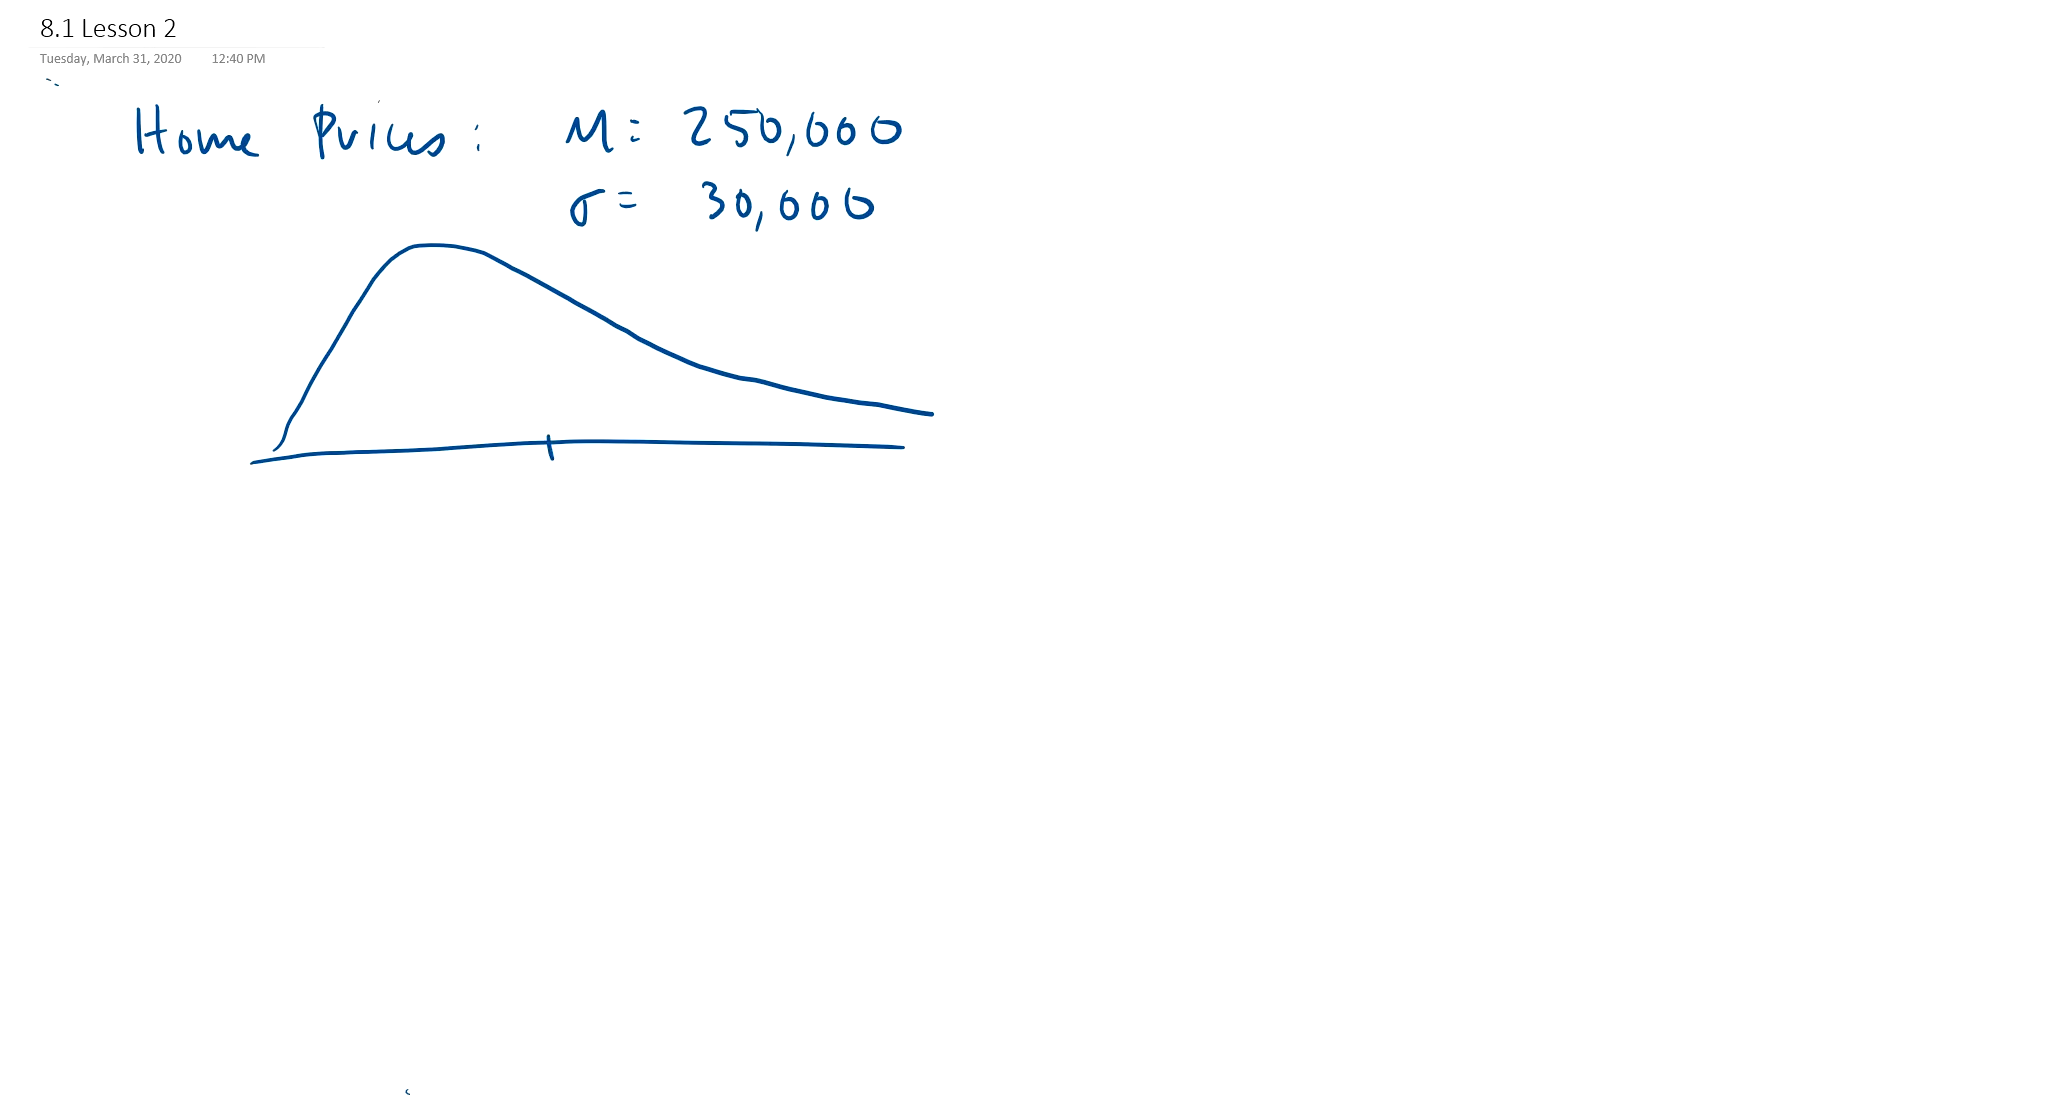 8.1 Lesson 2
Tuesday, March 31, 2020 12:40 PM
Home Prices: μ = 250,000
σ = 30,000